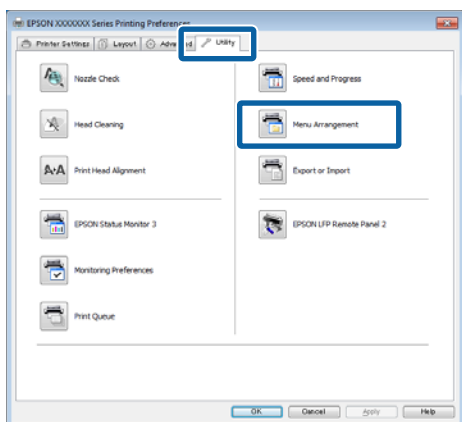 EPSON XXXXXXX Series Printing Preferences
Printer Settings Layout Advanced Utility
Nozzle Check
Speed and Progress
Head Cleaning
Menu Arrangement
Print Head Alignment
Export or Import
EPSON Status Monitor 3
EPSON LFP Remote Panel 2
Monitoring Preferences
Print Queue
OK Cancel Apply Help